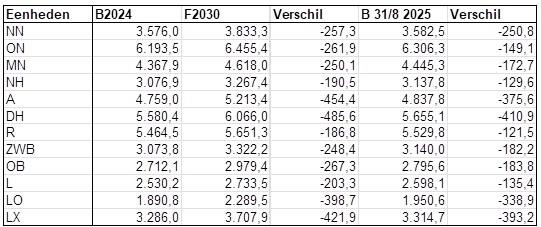 Eenheden B2024 F2030 Verschil B 31/8 2025 Verschil
NN 3.576,0 3.833,3 -257,3 3.582,5 -250,8
ON 6.193,5 6.455,4 -261,9 6.306,3 -149,1
MN 4.367,9 4.618,0 -250,1 4.445,3 -172,7
NH 3.076,9 3.267,4 -190,5 3.137,8 -129,6
A 4.759,0 5.213,4 -454,4 4.837,8 -375,6
DH 5.580,4 6.066,0 -485,6 5.655,1 -410,9
R 5.464,5 5.651,3 -186,8 5.529,8 -121,5
ZWB 3.073,8 3.322,2 -248,4 3.140,0 -182,2
OB 2.712,1 2.979,4 -267,3 2.795,6 -183,8
L 2.530,2 2.733,5 -203,3 2.598,1 -135,4
LO 1.890,8 2.289,5 -398,7 1.950,6 -338,9
LX 3.286,0 3.707,9 -421,9 3.314,7 -393,2